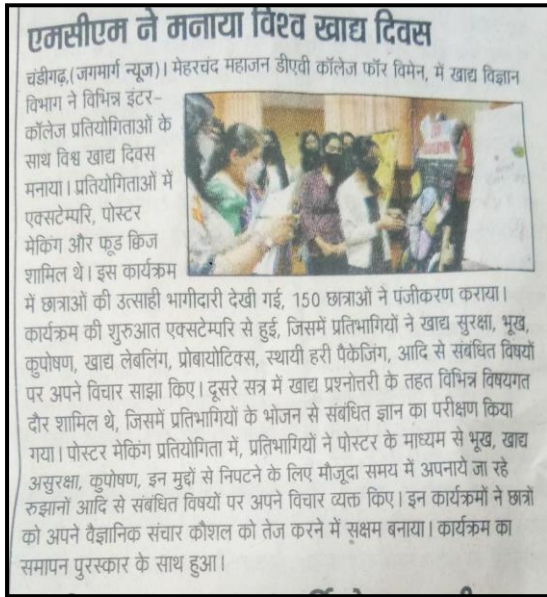 एमसीएम ने मनाया विश्व खाद्य दिवस
चंडीगढ़,(जगमार्ग न्यूज)। मेहरचंद महाजन डीएवी कॉलेज फॉर विमेन, में खाद्य विज्ञान
विभाग ने विभिन्न इंटर-
कॉलेज प्रतियोगिताओं के
साथ विश्व खाद्य दिवस
मनाया। प्रतियोगिताओं में
एक्सटेम्परि, पोस्टर
मेकिंग और फूड क्विज
शामिल थे। इस कार्यक्रम
में छात्राओं की उत्साही भागीदारी देखी गई, 150 छात्राओं ने पंजीकरण कराया।
कार्यक्रम की शुरुआत एक्सटेम्परि से हुई, जिसमें प्रतिभागियों ने खाद्य सुरक्षा, भूख,
कुपोषण, खाद्य लेबलिंग, प्रोबायोटिक्स, स्थायी हरी पैकेजिंग, आदि से संबंधित विषयों
पर अपने विचार साझा किए। दूसरे सत्र में खाद्य प्रश्नोत्तरी के तहत विभिन्न विषयगत
दौर शामिल थे, जिसमें प्रतिभागियों के भोजन से संबंधित ज्ञान का परीक्षण किया
गया। पोस्टर मेकिंग प्रतियोगिता में, प्रतिभागियों ने पोस्टर के माध्यम से भूख, खाद्य
असुरक्षा, कुपोषण, इन मुद्दों से निपटने के लिए मौजूदा समय में अपनाये जा रहे
रुझानों आदि से संबंधित विषयों पर अपने विचार व्यक्त किए। इन कार्यक्रमों ने छात्रों
को अपने वैज्ञानिक संचार कौशल को तेज करने में सक्षम बनाया। कार्यक्रम का
समापन पुरस्कार के साथ हुआ।